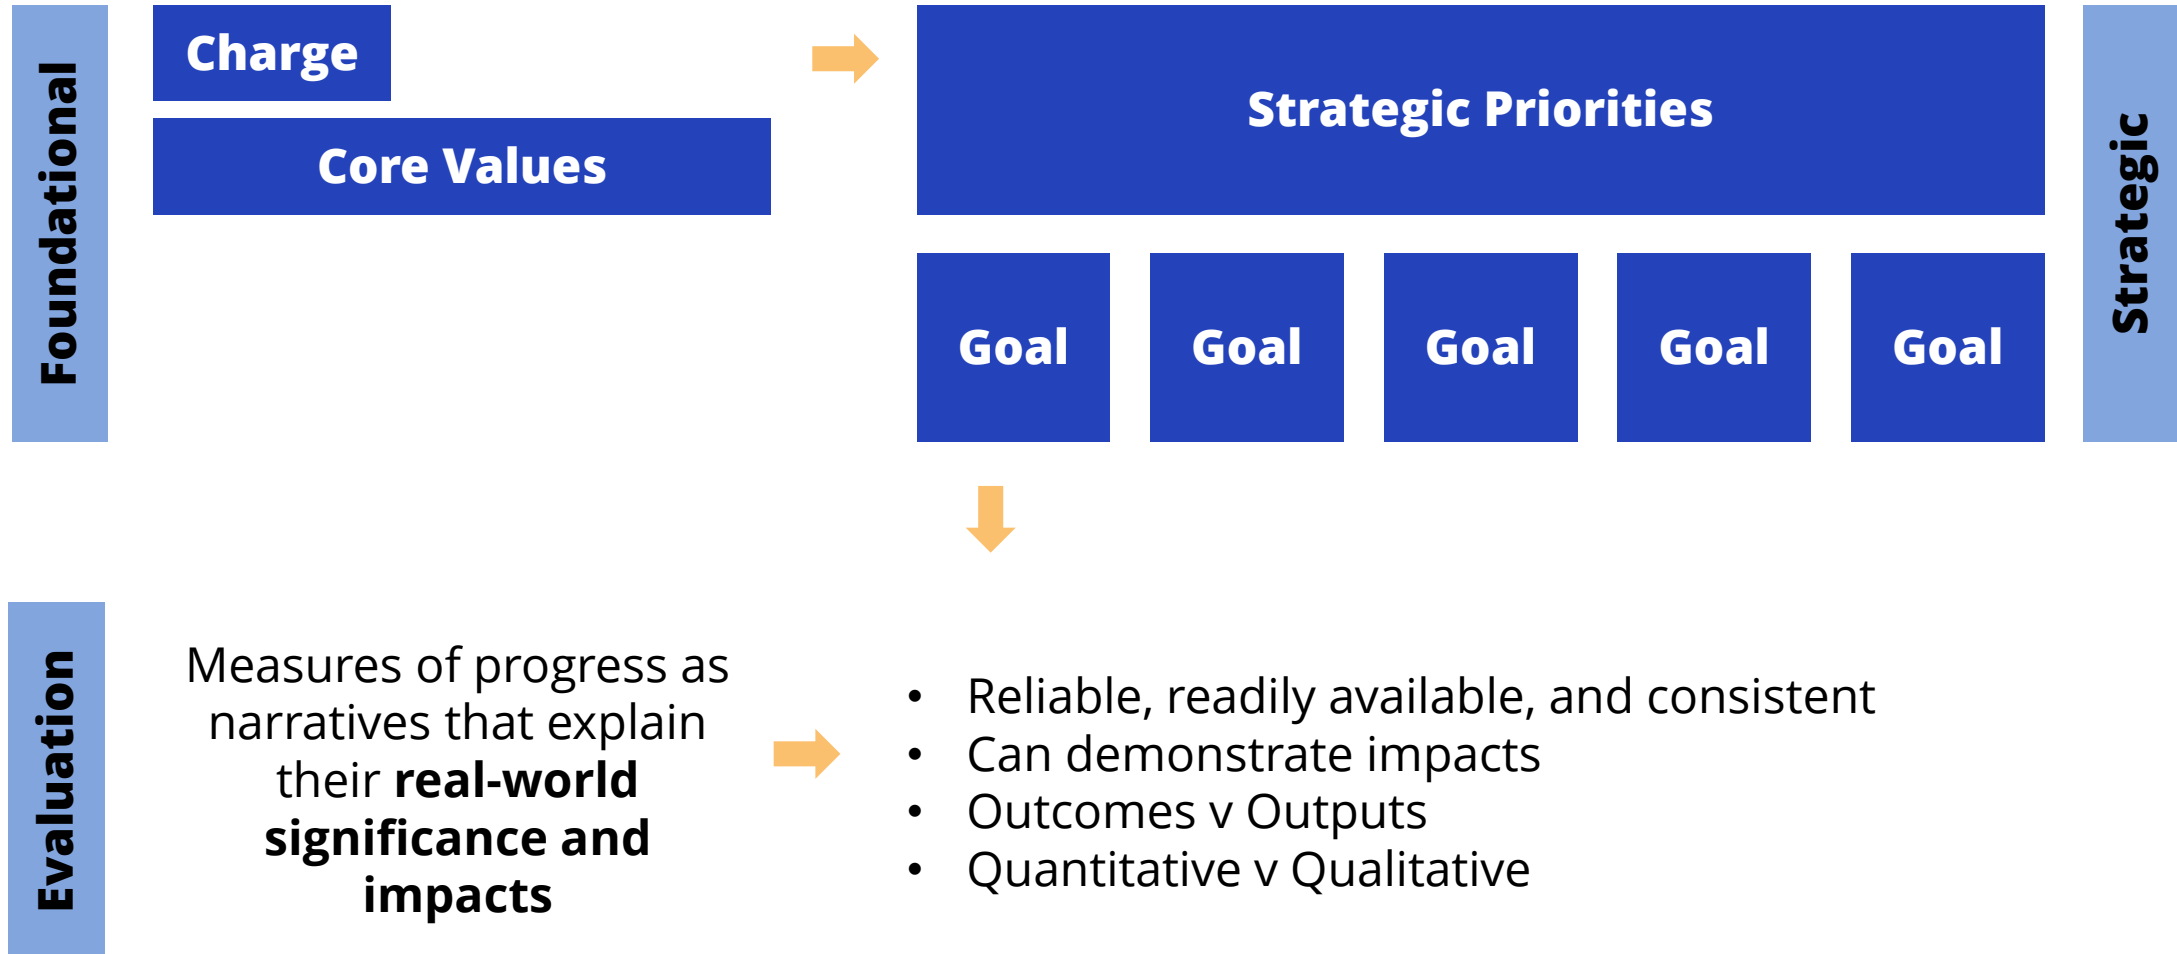 Foundational
Charge
Core Values
Strategic Priorities
Goal
Goal
Goal
Goal
Goal
Strategic
Evaluation
Measures of progress as
narratives that explain
their real-world
significance and
impacts
• Reliable, readily available, and consistent
• Can demonstrate impacts
• Outcomes v Outputs
• Quantitative v Qualitative